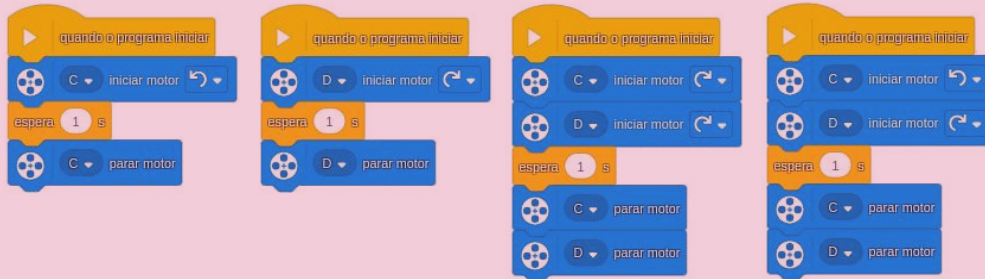 quando o programa iniciar
C iniciar motor
espera 1 s
C parar motor
quando o programa iniciar
D iniciar motor
espera 1 s
D parar motor
quando o programa iniciar
C iniciar motor
D iniciar motor
espera 1 s
C parar motor
D parar motor
quando o programa iniciar
C iniciar motor
D iniciar motor
espera 1 s
C parar motor
D parar motor